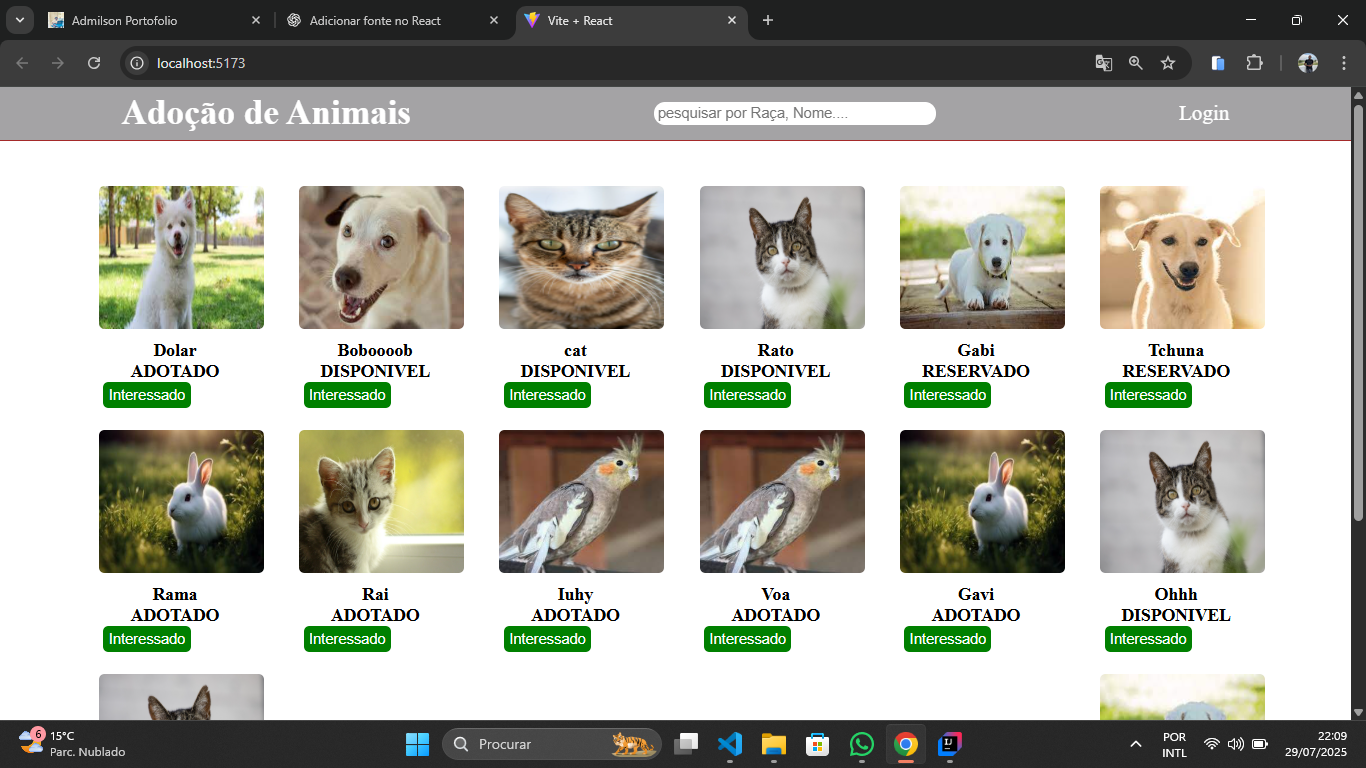 Admilson Portofolio
Adicionar fonte no React
Vite + React
localhost:5173
Adoção de Animais
pesquisar por Raça, Nome....
Login
Dolar
ADOTADO
Interessado
Boboooob
DISPONIVEL
Interessado
cat
DISPONIVEL
Interessado
Rato
DISPONIVEL
Interessado
Gabi
RESERVADO
Interessado
Tchuna
RESERVADO
Interessado
Rama
ADOTADO
Interessado
Rai
ADOTADO
Interessado
Iuhy
ADOTADO
Interessado
Voa
ADOTADO
Interessado
Gavi
ADOTADO
Interessado
Ohhh
DISPONIVEL
Interessado
6
15°C
Parc. Nublado
Procurar
POR
INTL
22:09
29/07/2025